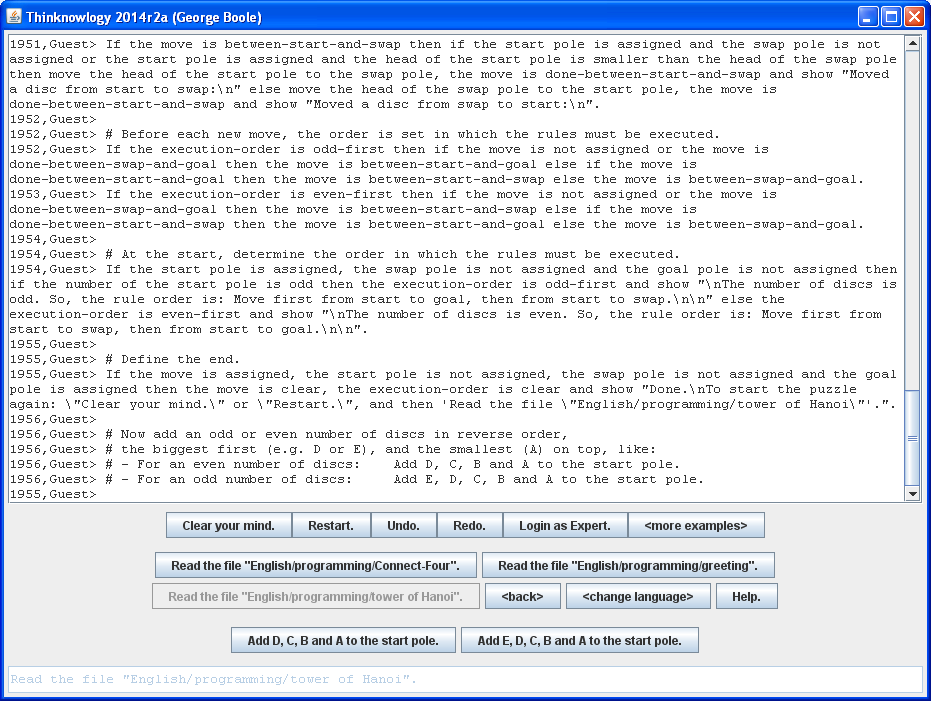 Thinknowlogy 2014r2a (George Boole)
1951,Guest> If the move is between-start-and-swap then if the start pole is assigned and the swap pole is not
assigned or the start pole is assigned and the head of the start pole is smaller than the head of the swap pole
then move the head of the start pole to the swap pole, the move is done-between-start-and-swap and show "Moved
a disc from start to swap:\n" else move the head of the swap pole to the start pole, the move is
done-between-start-and-swap and show "Moved a disc from swap to start:\n".
1952,Guest>
1952,Guest> # Before each new move, the order is set in which the rules must be executed.
1952,Guest> If the execution-order is odd-first then if the move is not assigned or the move is
done-between-swap-and-goal then the move is between-start-and-goal else if the move is
done-between-start-and-goal then the move is between-start-and-swap else the move is between-swap-and-goal.
1953,Guest> If the execution-order is even-first then if the move is not assigned or the move is
done-between-swap-and-goal then the move is between-start-and-swap else if the move is
done-between-start-and-swap then the move is between-start-and-goal else the move is between-swap-and-goal.
1954,Guest>
1954,Guest> # At the start, determine the order in which the rules must be executed.
1954,Guest> If the start pole is assigned, the swap pole is not assigned and the goal pole is not assigned then
if the number of the start pole is odd then the execution-order is odd-first and show "\nThe number of discs is
odd. So, the rule order is: Move first from start to goal, then from start to swap.\n\n" else the
execution-order is even-first and show "\nThe number of discs is even. So, the rule order is: Move first from
start to swap, then from start to goal.\n\n".
1955,Guest>
1955,Guest> # Define the end.
1955,Guest> If the move is assigned, the start pole is not assigned, the swap pole is not assigned and the goal
pole is assigned then the move is clear, the execution-order is clear and show "Done.\nTo start the puzzle
again: \"Clear your mind.\" or \"Restart.\", and then 'Read the file \"English/programming/tower of Hanoi\"'.".
1956,Guest>
1956,Guest> # Now add an odd or even number of discs in reverse order,
1956,Guest> # the biggest first (e.g. D or E), and the smallest (A) on top, like:
1956,Guest> # - For an even number of discs: Add D, C, B and A to the start pole.
1956,Guest> # - For an odd number of discs: Add E, D, C, B and A to the start pole.
1955,Guest>
Clear your mind. Restart. Undo. Redo. Login as Expert. <more examples>
Read the file "English/programming/Connect-Four". Read the file "English/programming/greeting".
Read the file "English/programming/tower of Hanoi". <back> <change language> Help.
Add D, C, B and A to the start pole. Add E, D, C, B and A to the start pole.
Read the file "English/programming/tower of Hanoi".